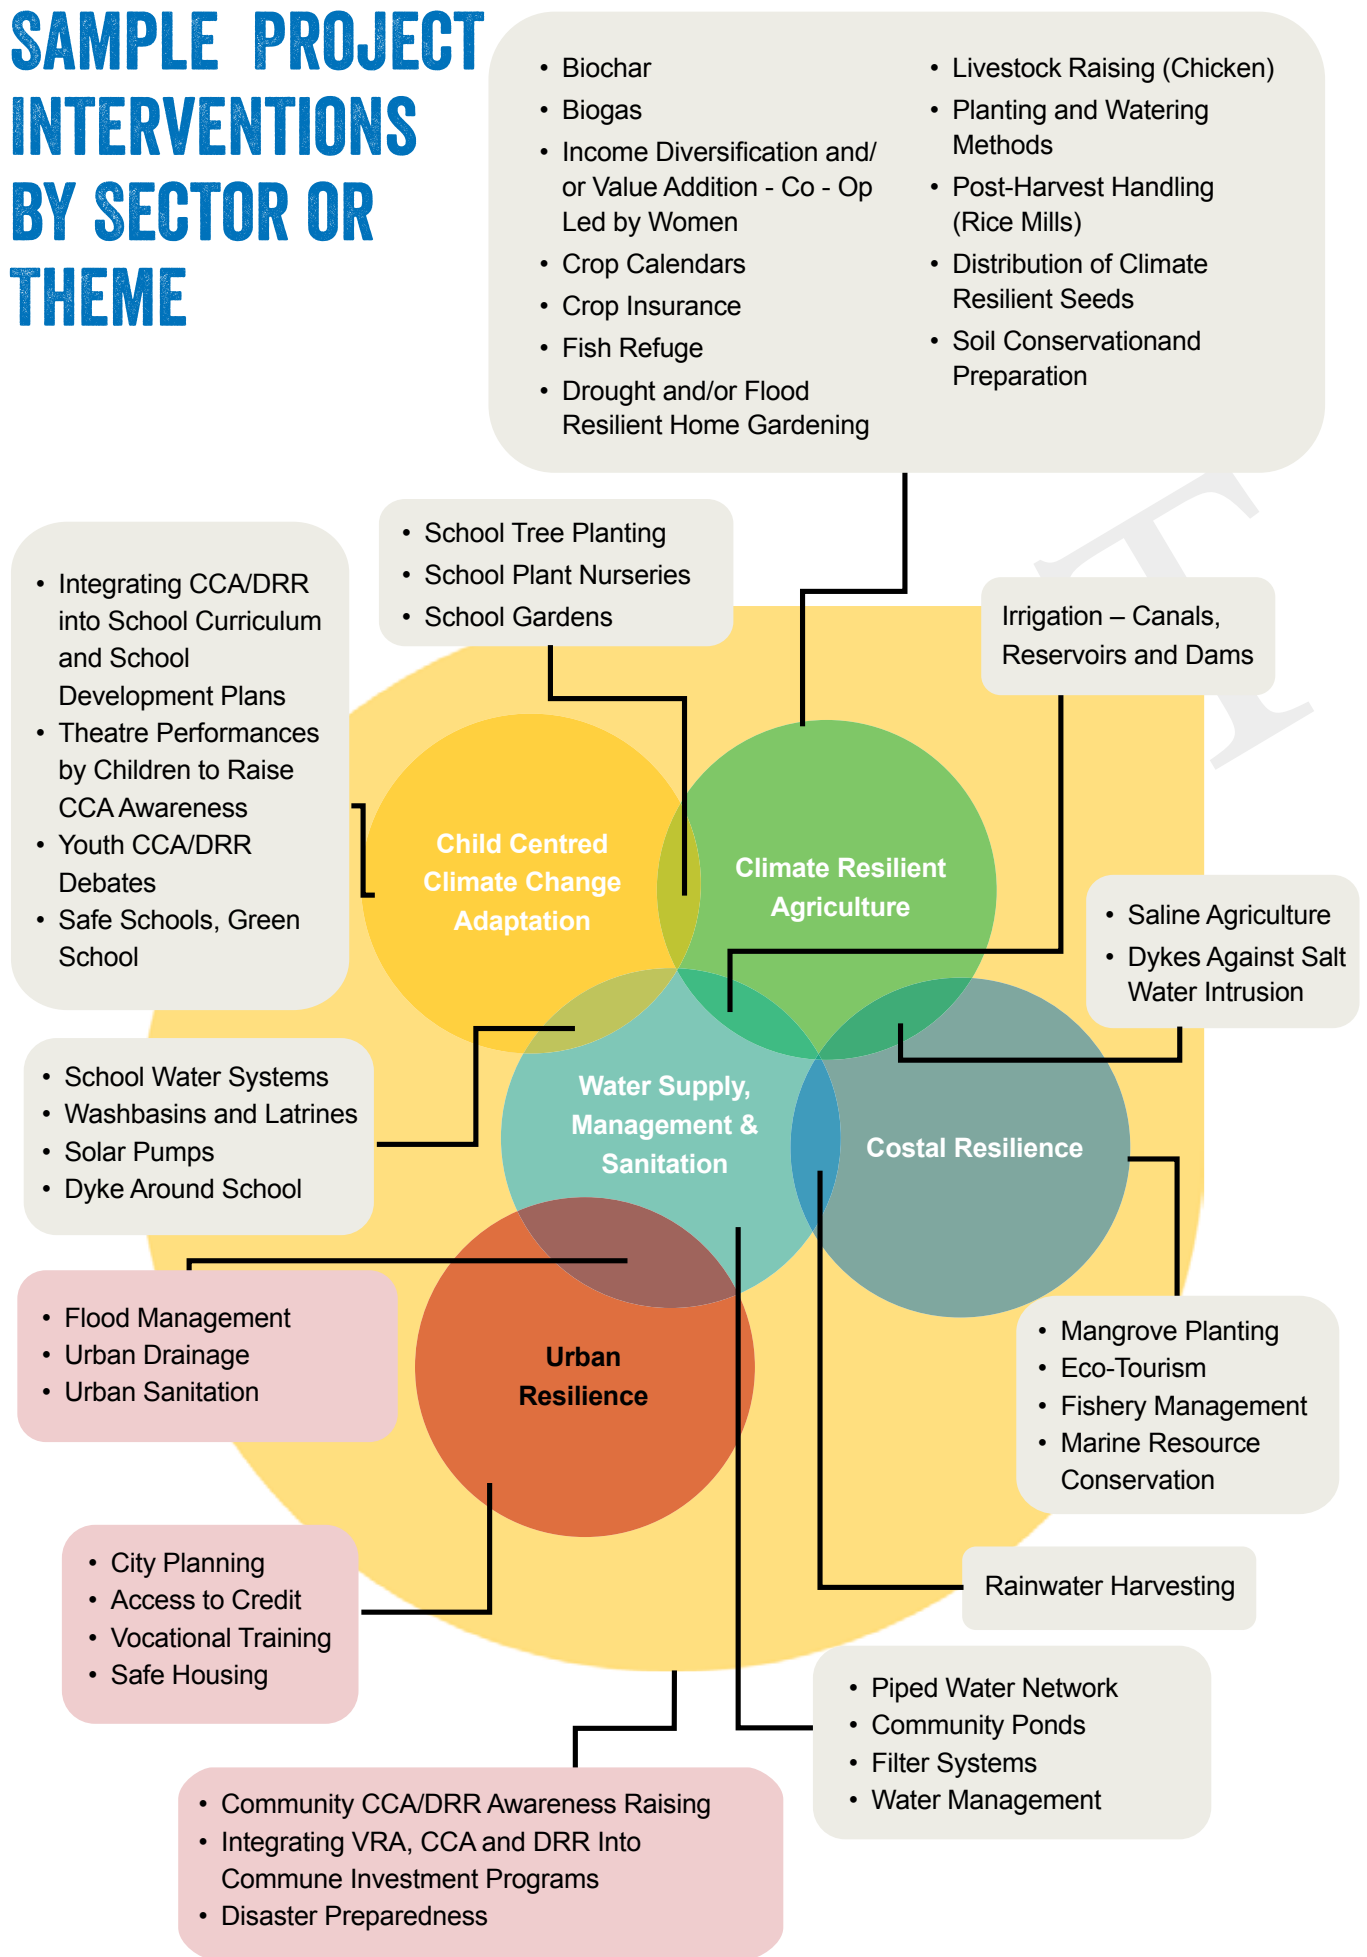 SAMPLE PROJECT
INTERVENTIONS
BY SECTOR OR
THEME
• Biochar
• Biogas
• Income Diversification and/
or Value Addition - Co - Op
Led by Women
• Crop Calendars
• Crop Insurance
• Fish Refuge
• Drought and/or Flood
Resilient Home Gardening
• Livestock Raising (Chicken)
• Planting and Watering
Methods
• Post-Harvest Handling
(Rice Mills)
• Distribution of Climate
Resilient Seeds
• Soil Conservationand
Preparation
• School Tree Planting
• School Plant Nurseries
• School Gardens
• Integrating CCA/DRR
into School Curriculum
and School
Development Plans
• Theatre Performances
by Children to Raise
CCA Awareness
• Youth CCA/DRR
Debates
• Safe Schools, Green
School
Irrigation – Canals,
Reservoirs and Dams
T
Child Centred
Climate Change
Adaptation
Climate Resilient
Agriculture
• Saline Agriculture
• Dykes Against Salt
Water Intrusion
• School Water Systems
• Washbasins and Latrines
• Solar Pumps
• Dyke Around School
Water Supply,
Management &
Sanitation
Costal Resilience
• Flood Management
• Urban Drainage
• Urban Sanitation
Urban
Resilience
• Mangrove Planting
• Eco-Tourism
• Fishery Management
• Marine Resource
Conservation
• City Planning
• Access to Credit
• Vocational Training
• Safe Housing
Rainwater Harvesting
• Piped Water Network
• Community Ponds
• Filter Systems
• Water Management
• Community CCA/DRR Awareness Raising
• Integrating VRA, CCA and DRR Into
Commune Investment Programs
• Disaster Preparedness